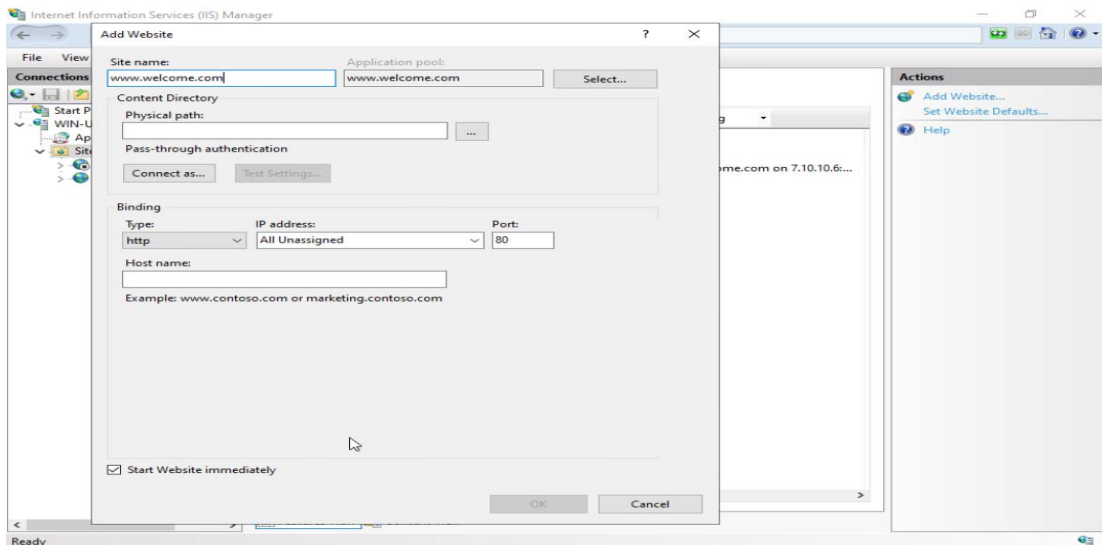 Internet Information Services (IIS) Manager
Add Website ? ×
File View
Connections
Start P
WIN-U
Ap
Site
Site name:
www.welcome.com
Application pool:
www.welcome.com
Select...
Content Directory
Physical path:
...
Pass-through authentication
Connect as...
Test Settings...
Binding
Type:
http
IP address:
All Unassigned
Port:
80
Host name:
Example: www.contoso.com or marketing.contoso.com
Start Website immediately
OK
Cancel
g
ome.com on 7.10.10.6:...
Actions
Add Website...
Set Website Defaults...
Help
Ready